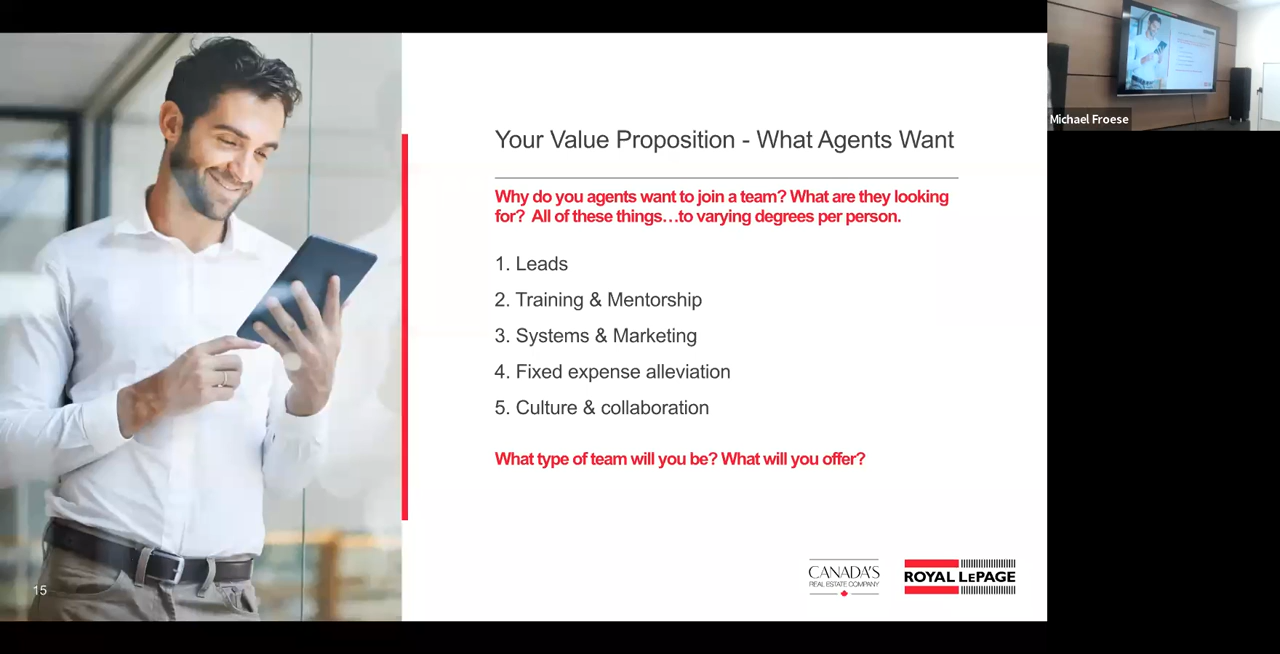 Your Value Proposition - What Agents Want
Why do you agents want to join a team? What are they looking
for? All of these things…to varying degrees per person.
1. Leads
2. Training & Mentorship
3. Systems & Marketing
4. Fixed expense alleviation
5. Culture & collaboration
What type of team will you be? What will you offer?
15
CANADA'S
REAL ESTATE COMPANY
ROYAL LEPAGE
Michael Froese